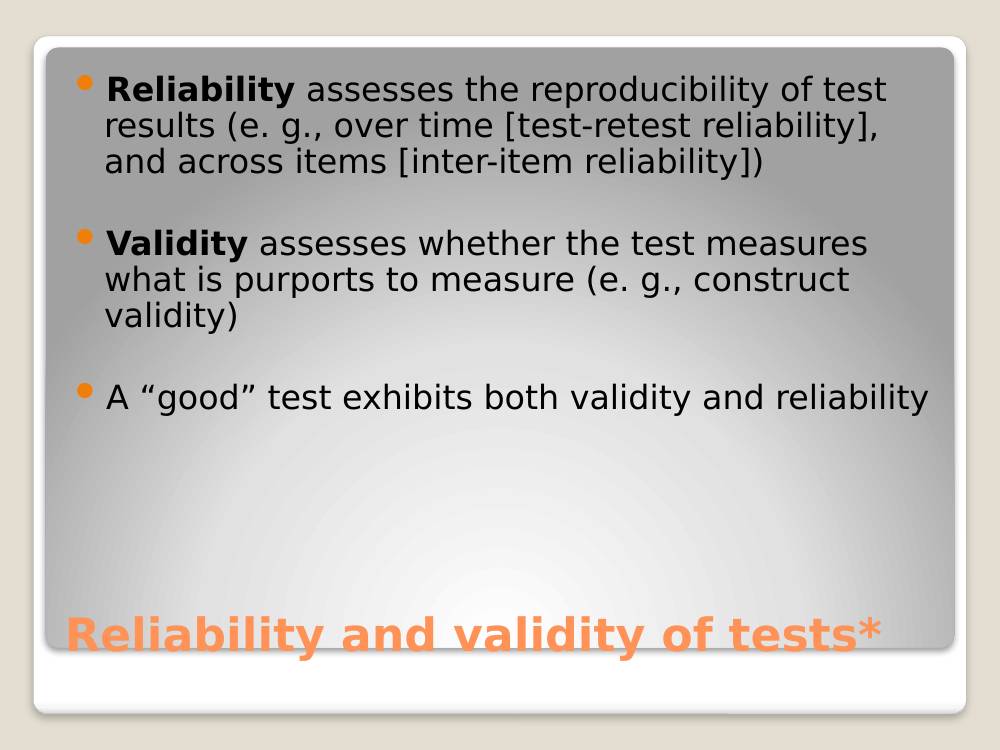 Reliability assesses the reproducibility of test
results (e. g., over time [test-retest reliability],
and across items [inter-item reliability])
Validity assesses whether the test measures
what is purports to measure (e. g., construct
validity)
A “good” test exhibits both validity and reliability
Reliability and validity of tests*